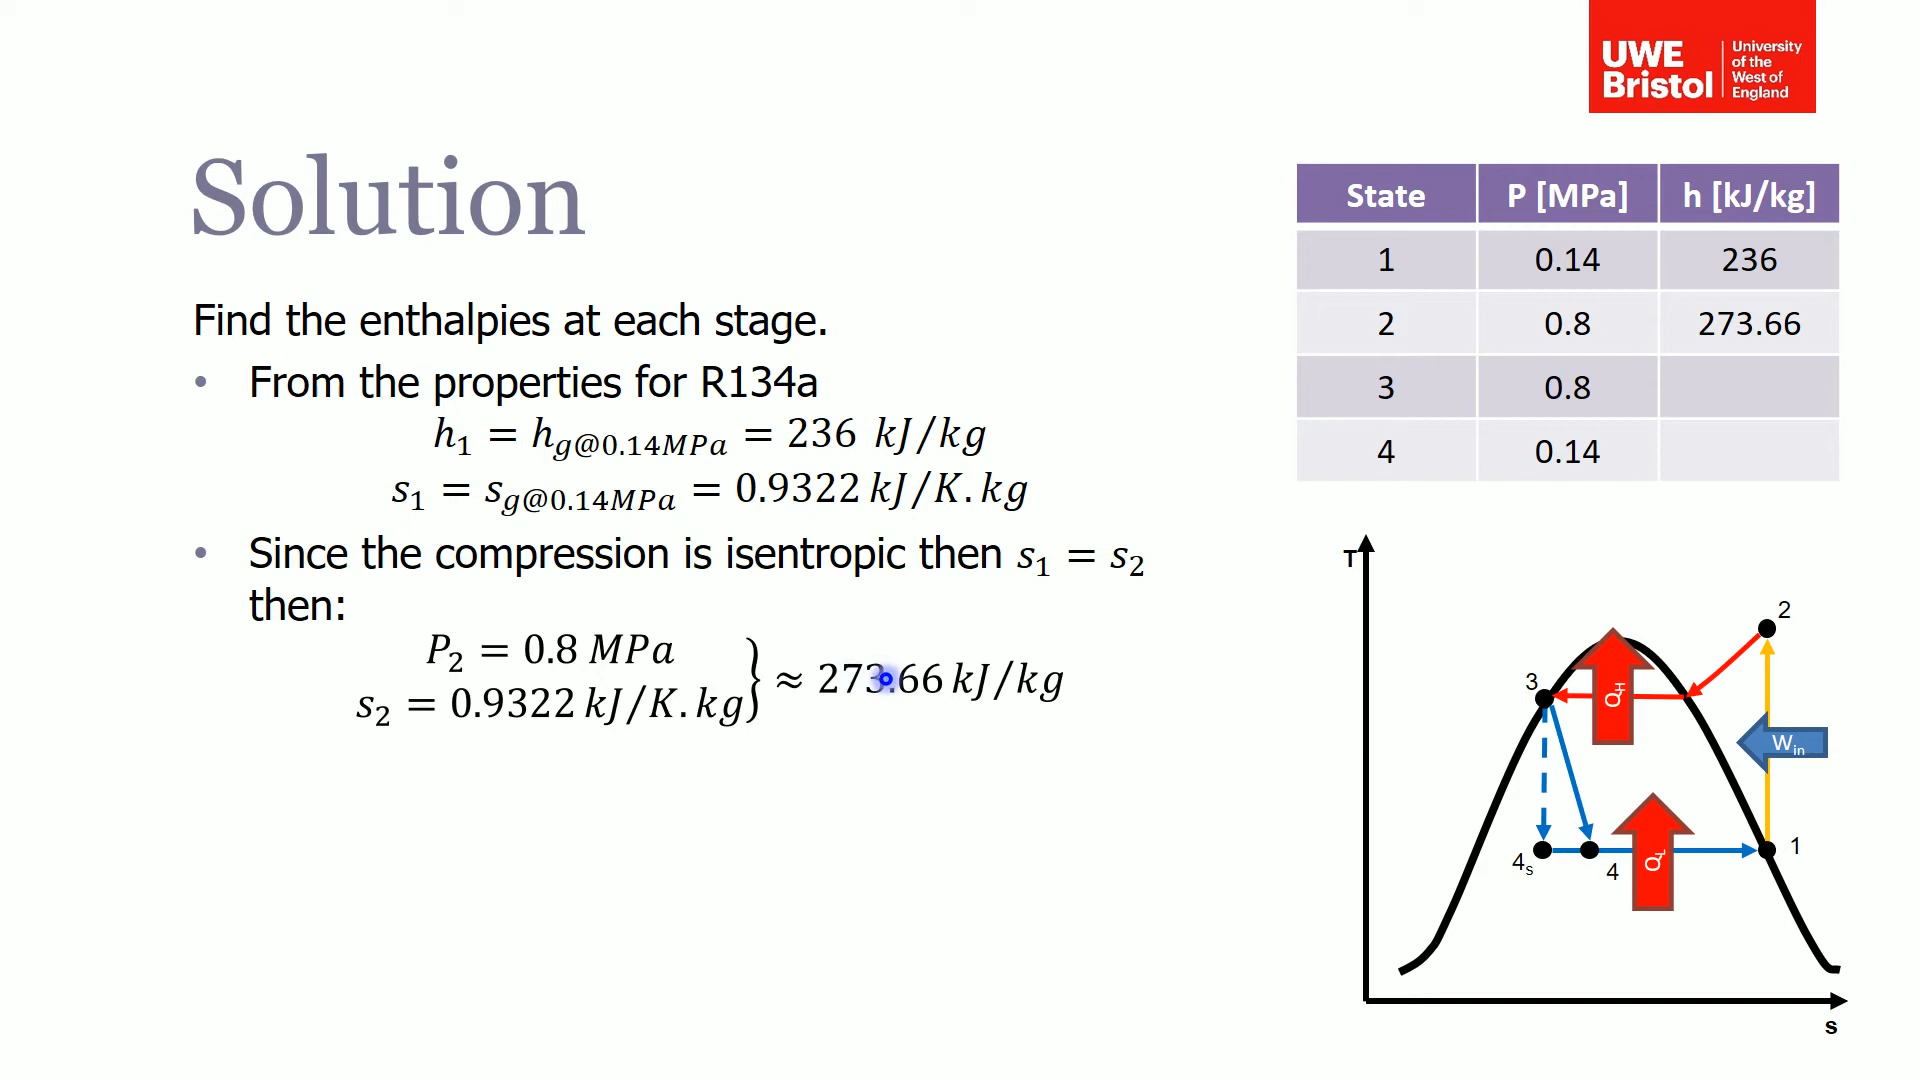 UWE Bristol
University of the West of England
Solution
Find the enthalpies at each stage.
• From the properties for R134a
h₁ = h_g@0.14MPa = 236 kJ/kg
s₁ = s_g@0.14MPa = 0.9322 kJ/K.kg
• Since the compression is isentropic then s₁ = s₂
then:
P₂ = 0.8 MPa
s₂ = 0.9322 kJ/K.kg
} ≈ 273.66 kJ/kg
State P [MPa] h [kJ/kg]
1 0.14 236
2 0.8 273.66
3 0.8
4 0.14
T
2
3
Q_H
W_in
1
4_s
4
Q_L
s